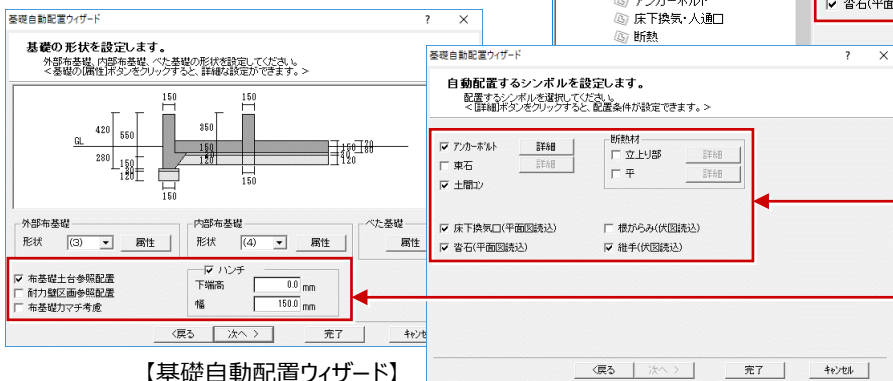 アンカーボルト
床下換気・人通口
断熱
沓石(平面
基礎自動配置ウィザード ? ×
基礎の形状を設定します。
外部布基礎、内部布基礎、べた基礎の形状を設定してください。
<基礎の[属性]ボタンをクリックすると、詳細な設定ができます。>
150 150
420 550 350
GL
280 150
120
150
120
150
150
外部布基礎
形状 (3) 属性
内部布基礎
形状 (4) 属性
べた基礎
属性
布基礎土台参照配置
耐力壁区画参照配置
布基礎カマチ考慮
ハンチ
下端高 0.0 mm
幅 150.0 mm
<戻る 次へ > 完了 キャンセ
【基礎自動配置ウィザード】
基礎自動配置ウィザード ? ×
自動配置するシンボルを設定します。
配置するシンボルを選択してください。
<[詳細]ボタンをクリックすると、配置条件が設定できます。>
アンカーボルト 詳細
束石 詳細
土間コン
断熱材
立上り部 詳細
平 詳細
床下換気口(平面図読込) 根がらみ(伏図読込)
沓石(平面図読込) 継手(伏図読込)
<戻る 次へ > 完了 キャンセル